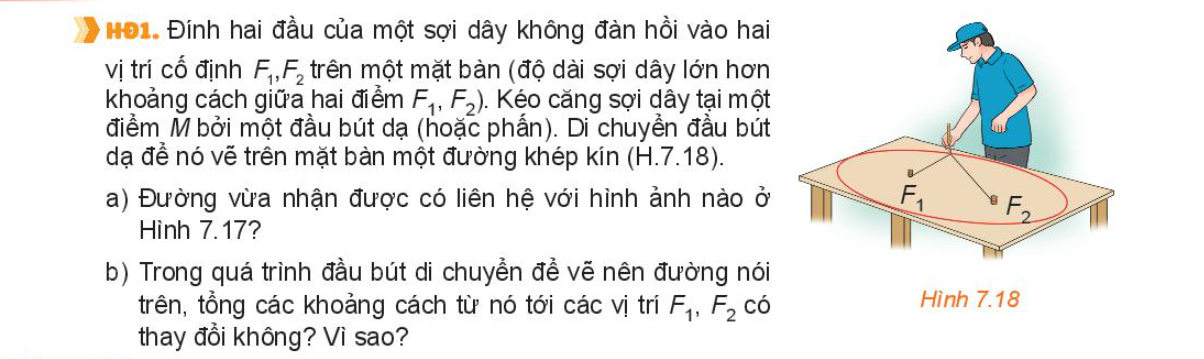 HĐ1. Đính hai đầu của một sợi dây không đàn hồi vào hai
vị trí cố định F₁,F₂ trên một mặt bàn (độ dài sợi dây lớn hơn
khoảng cách giữa hai điểm F₁, F₂). Kéo căng sợi dây tại một
điểm M bởi một đầu bút dạ (hoặc phấn). Di chuyển đầu bút
dạ để nó vẽ trên mặt bàn một đường khép kín (H.7.18).
a) Đường vừa nhận được có liên hệ với hình ảnh nào ở
Hình 7.17?
b) Trong quá trình đầu bút di chuyển để vẽ nên đường nói
trên, tổng các khoảng cách từ nó tới các vị trí F₁, F₂ có
thay đổi không? Vì sao?
F₁
F₂
Hình 7.18